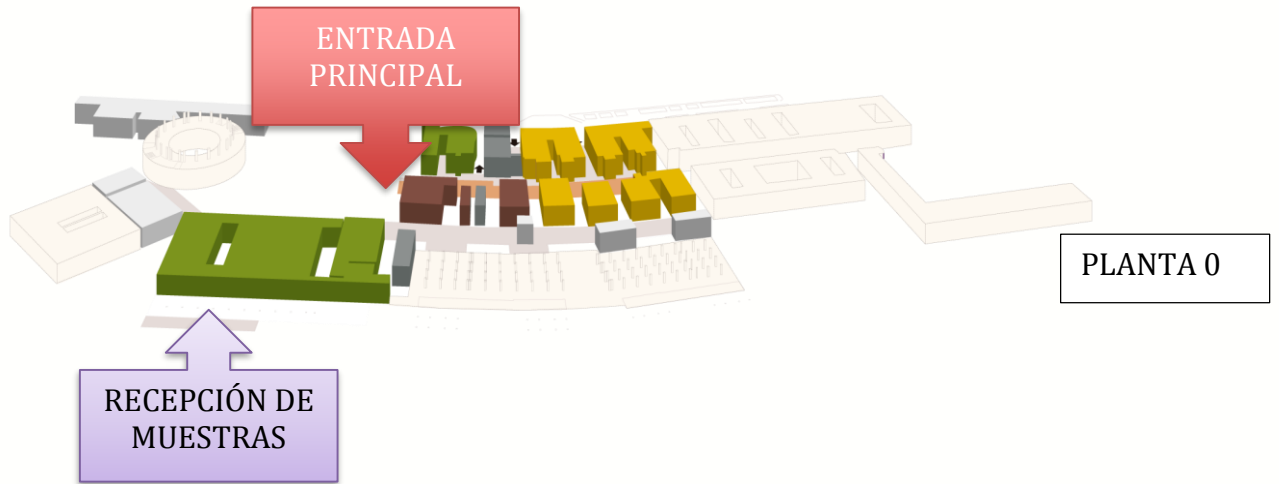 ENTRADA
PRINCIPAL
PLANTA 0
RECEPCIÓN DE
MUESTRAS